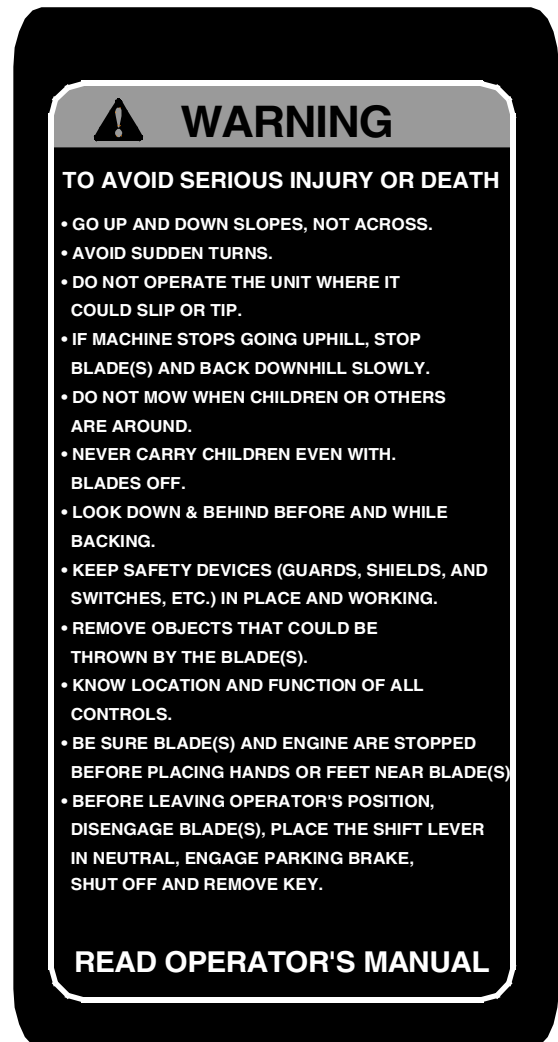 WARNING
TO AVOID SERIOUS INJURY OR DEATH
• GO UP AND DOWN SLOPES, NOT ACROSS.
• AVOID SUDDEN TURNS.
• DO NOT OPERATE THE UNIT WHERE IT
COULD SLIP OR TIP.
• IF MACHINE STOPS GOING UPHILL, STOP
BLADE(S) AND BACK DOWNHILL SLOWLY.
• DO NOT MOW WHEN CHILDREN OR OTHERS
ARE AROUND.
• NEVER CARRY CHILDREN EVEN WITH.
BLADES OFF.
• LOOK DOWN & BEHIND BEFORE AND WHILE
BACKING.
• KEEP SAFETY DEVICES (GUARDS, SHIELDS, AND
SWITCHES, ETC.) IN PLACE AND WORKING.
• REMOVE OBJECTS THAT COULD BE
THROWN BY THE BLADE(S).
• KNOW LOCATION AND FUNCTION OF ALL
CONTROLS.
• BE SURE BLADE(S) AND ENGINE ARE STOPPED
BEFORE PLACING HANDS OR FEET NEAR BLADE(S)
• BEFORE LEAVING OPERATOR'S POSITION,
DISENGAGE BLADE(S), PLACE THE SHIFT LEVER
IN NEUTRAL, ENGAGE PARKING BRAKE,
SHUT OFF AND REMOVE KEY.
READ OPERATOR'S MANUAL